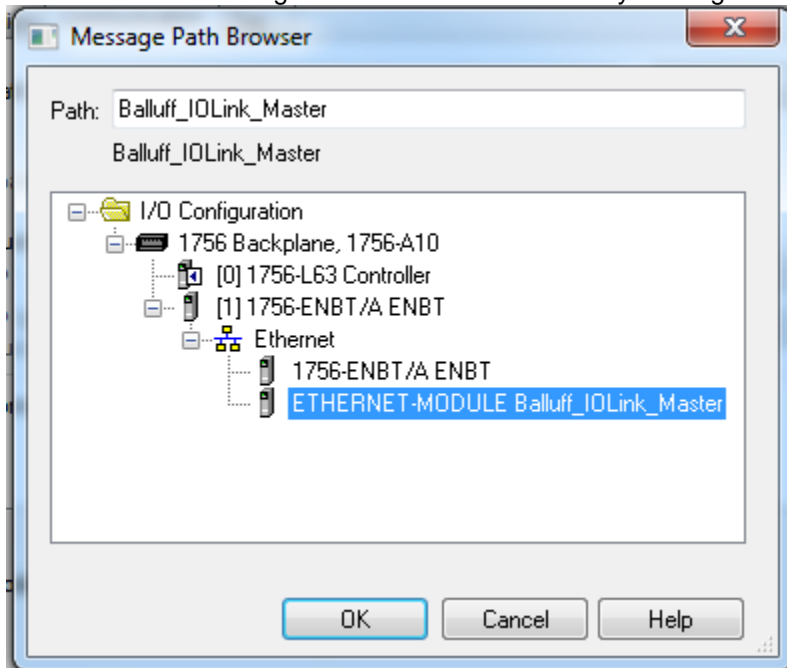 Message Path Browser
Path: Balluff_IOLink_Master
Balluff_IOLink_Master
I/O Configuration
1756 Backplane, 1756-A10
[0] 1756-L63 Controller
[1] 1756-ENBT/A ENBT
Ethernet
1756-ENBT/A ENBT
ETHERNET-MODULE Balluff_IOLink_Master
OK Cancel Help